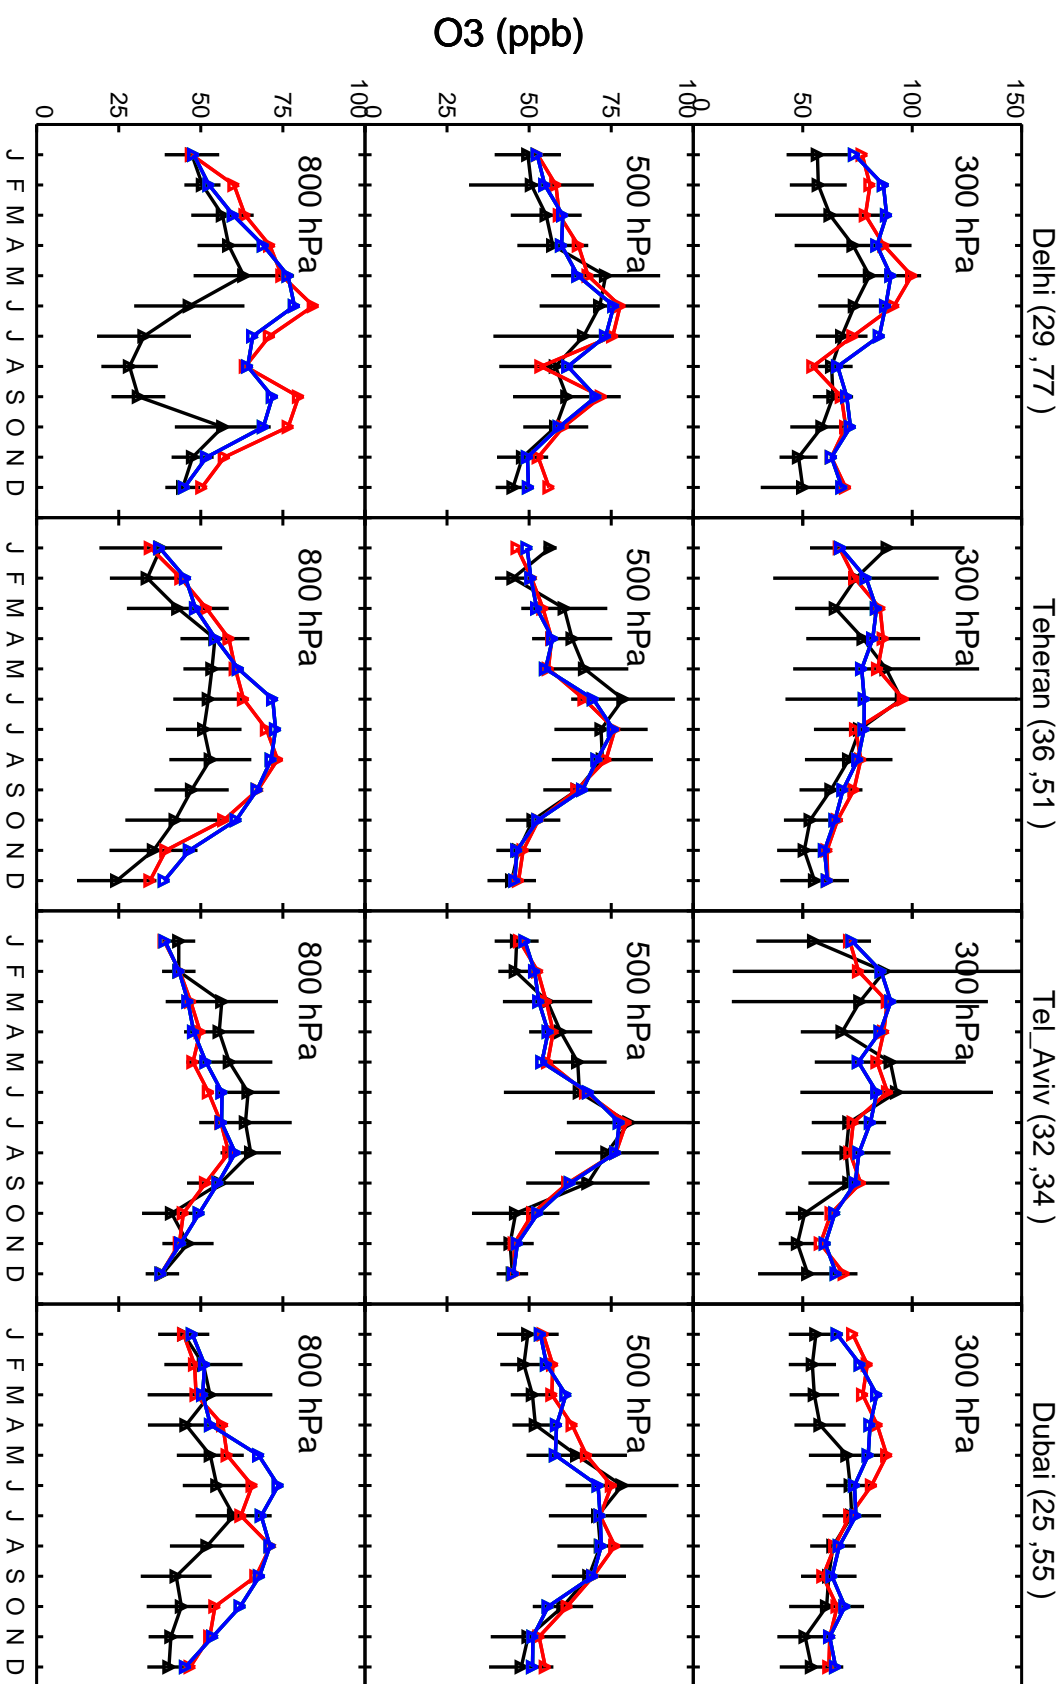 O3 (ppb)
Delhi (29 ,77 )
Teheran (36 ,51 )
Tel_Aviv (32 ,34 )
Dubai (25 ,55 )
150
100
50
0
300 hPa
300 hPa
300 hPa
300 hPa
100
75
50
0
500 hPa
500 hPa
500 hPa
500 hPa
100
75
50
25
0
800 hPa
800 hPa
800 hPa
800 hPa
J F M A M J J A S O N D
J F M A M J J A S O N D
J F M A M J J A S O N D
J F M A M J J A S O N D